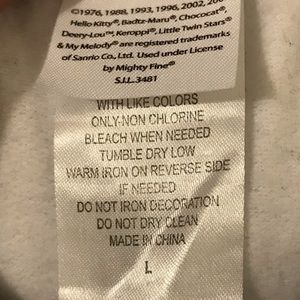 ©1976, 1988, 1993, 1996, 2002, 200
Hello Kitty®, Badtz-Maru®, Chococat®,
Deery-Lou™, Keroppi®, Little Twin Stars®
& My Melody® are registered trademarks
of Sanrio Co., Ltd. Used under License
by Mighty Fine®
S.I.L.3481
WITH LIKE COLORS
ONLY-NON CHLORINE
BLEACH WHEN NEEDED
TUMBLE DRY LOW
WARM IRON ON REVERSE SIDE
IF NEEDED
DO NOT IRON DECORATION
DO NOT DRY CLEAN
MADE IN CHINA
L